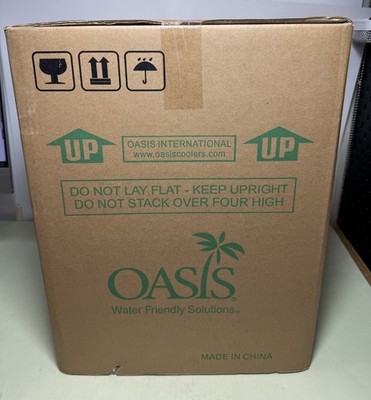 UP
OASIS INTERNATIONAL
www.oasiscoolers.com
UP
DO NOT LAY FLAT - KEEP UPRIGHT
DO NOT STACK OVER FOUR HIGH
OASIS®
Water Friendly Solutions℠
MADE IN CHINA